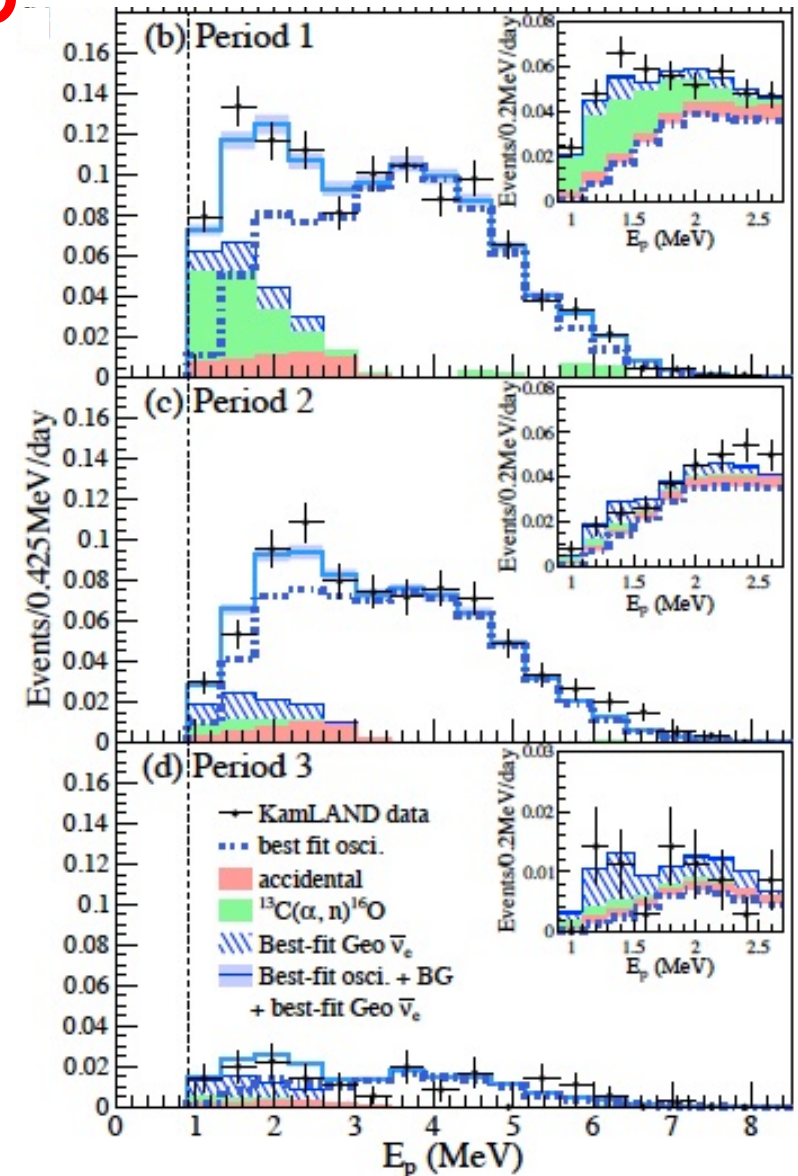 (b) Period 1
0.16
0.14
0.12
0.1
0.08
0.06
0.04
0.02
0
Events/0.2MeV/day
0.08
0.06
0.04
0.02
0
1 1.5 2 2.5
E_p (MeV)
(c) Period 2
0.16
0.14
0.12
0.1
0.08
0.06
0.04
0.02
0
Events/0.425MeV/day
Events/0.2MeV/day
0.08
0.06
0.04
0.02
0
1 1.5 2 2.5
E_p (MeV)
(d) Period 3
0.16
0.14
0.12
0.1
0.08
0.06
0.04
0.02
0
KamLAND data
best fit osci.
accidental
¹³C(α, n)¹⁶O
Best-fit Geo ν̅_e
Best-fit osci. + BG
+ best-fit Geo ν̅_e
Events/0.2MeV/day
0.03
0.02
0.01
0
1 1.5 2 2.5
E_p (MeV)
0 1 2 3 4 5 6 7 8
E_p (MeV)